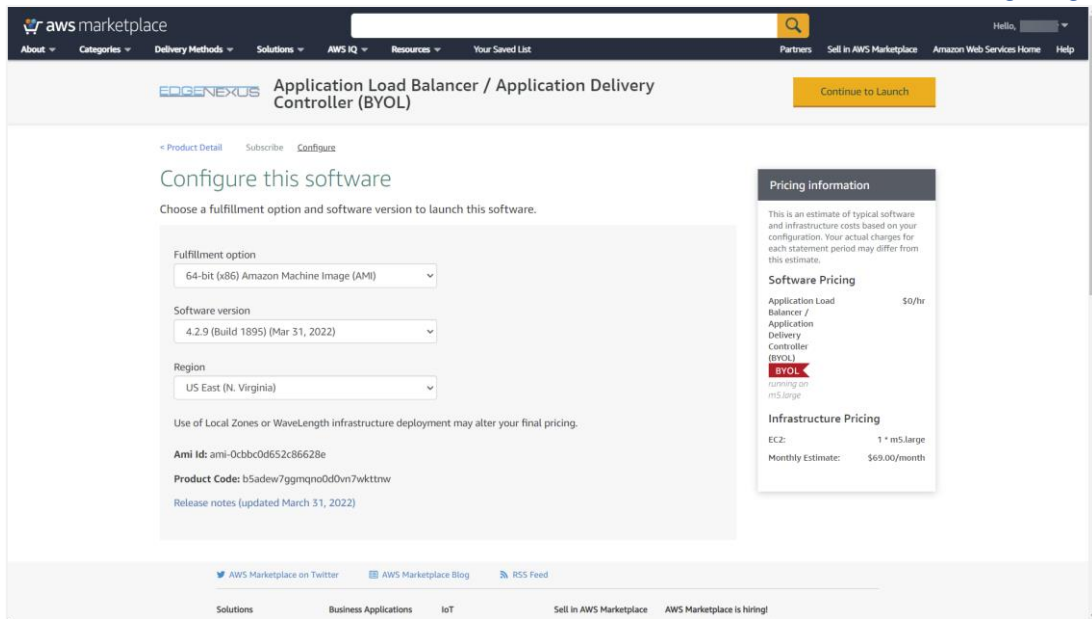 aws marketplace
Hello,
About
Categories
Delivery Methods
Solutions
AWS IQ
Resources
Your Saved List
Partners
Sell in AWS Marketplace
Amazon Web Services Home
Help
EDGENEXUS
Application Load Balancer / Application Delivery
Controller (BYOL)
Continue to Launch
< Product Detail
Subscribe
Configure
Configure this software
Choose a fulfillment option and software version to launch this software.
Fulfillment option
64-bit (x86) Amazon Machine Image (AMI)
Software version
4.2.9 (Build 1895) (Mar 31, 2022)
Region
US East (N. Virginia)
Use of Local Zones or WaveLength infrastructure deployment may alter your final pricing.
Ami Id: ami-0cbbc0d652c86628e
Product Code: b5adew7ggmqno0d0vn7wkttnw
Release notes (updated March 31, 2022)
Pricing information
This is an estimate of typical software
and infrastructure costs based on your
configuration. Your actual charges for
each statement period may differ from
this estimate.
Software Pricing
Application Load $0/hr
Balancer /
Application
Delivery
Controller
(BYOL)
BYOL
running on
m5.large
Infrastructure Pricing
EC2: 1 * m5.large
Monthly Estimate: $69.00/month
AWS Marketplace on Twitter
AWS Marketplace Blog
RSS Feed
Solutions
Business Applications
IoT
Sell in AWS Marketplace
AWS Marketplace is hiring!